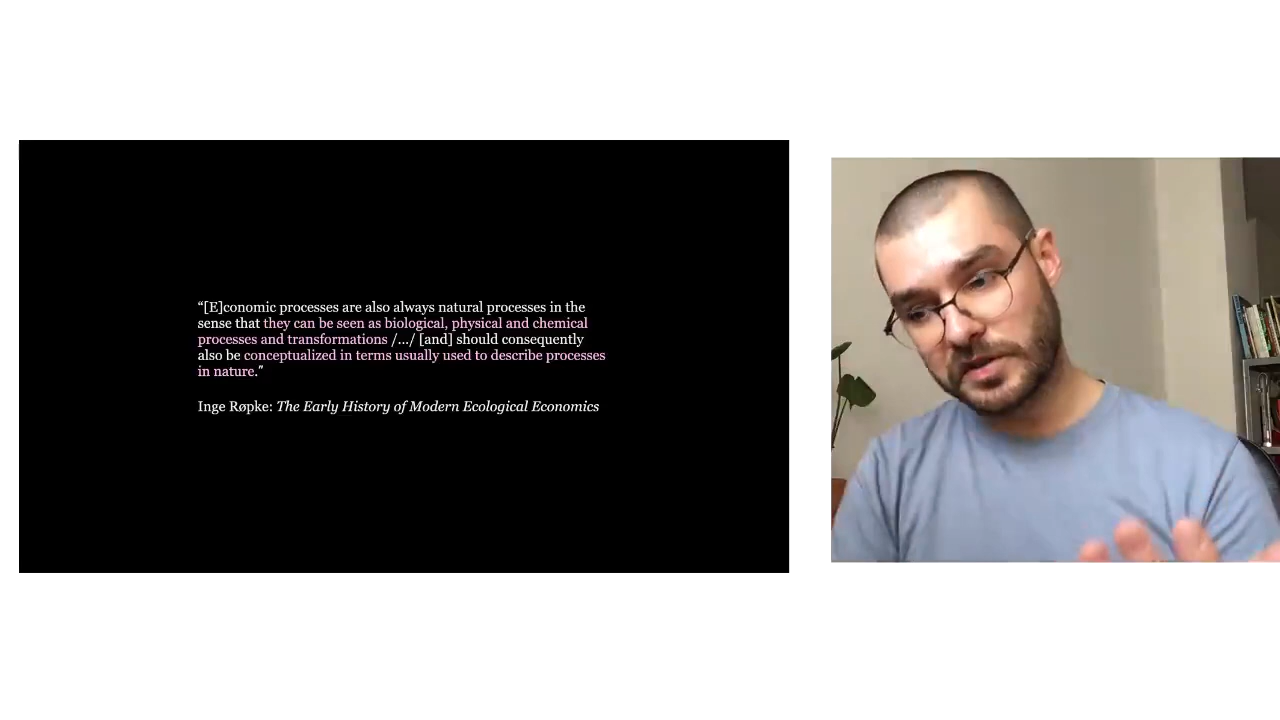 “[E]conomic processes are also always natural processes in the
sense that they can be seen as biological, physical and chemical
processes and transformations /.../ [and] should consequently
also be conceptualized in terms usually used to describe processes
in nature."
Inge Røpke: The Early History of Modern Ecological Economics